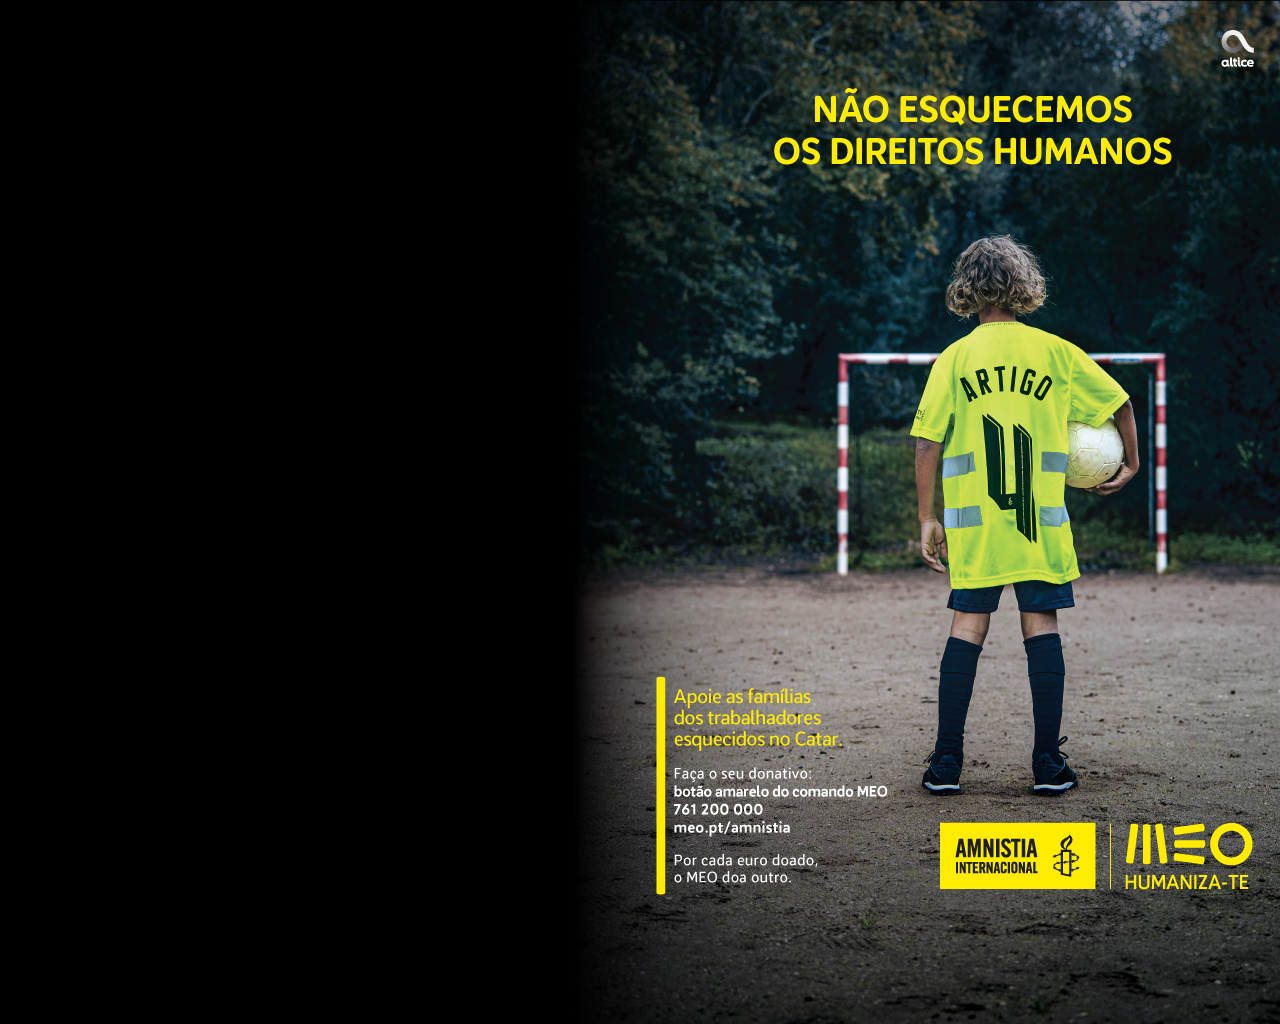 altice
NÃO ESQUECEMOS
OS DIREITOS HUMANOS
ARTIGO
4
Apoie as famílias
dos trabalhadores
esquecidos no Catar.
Faça o seu donativo:
botão amarelo do comando MEO
761 200 000
meo.pt/amnistia
Por cada euro doado,
o MEO doa outro.
AMNISTIA
INTERNACIONAL
MEO
HUMANIZA-TE